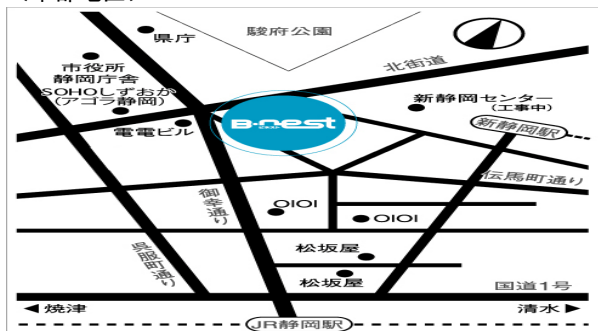 県庁
駿府公園
北街道
市役所
静岡庁舎
SOHOしずおか
(アゴラ静岡)
電電ビル
B-nest
ビネスト
新静岡センター
(工事中)
新静岡駅
伝馬町通り
御幸通り
呉服町通り
OIOI
OIOI
松坂屋
松坂屋
国道1号
◀焼津
清水▶
JR静岡駅